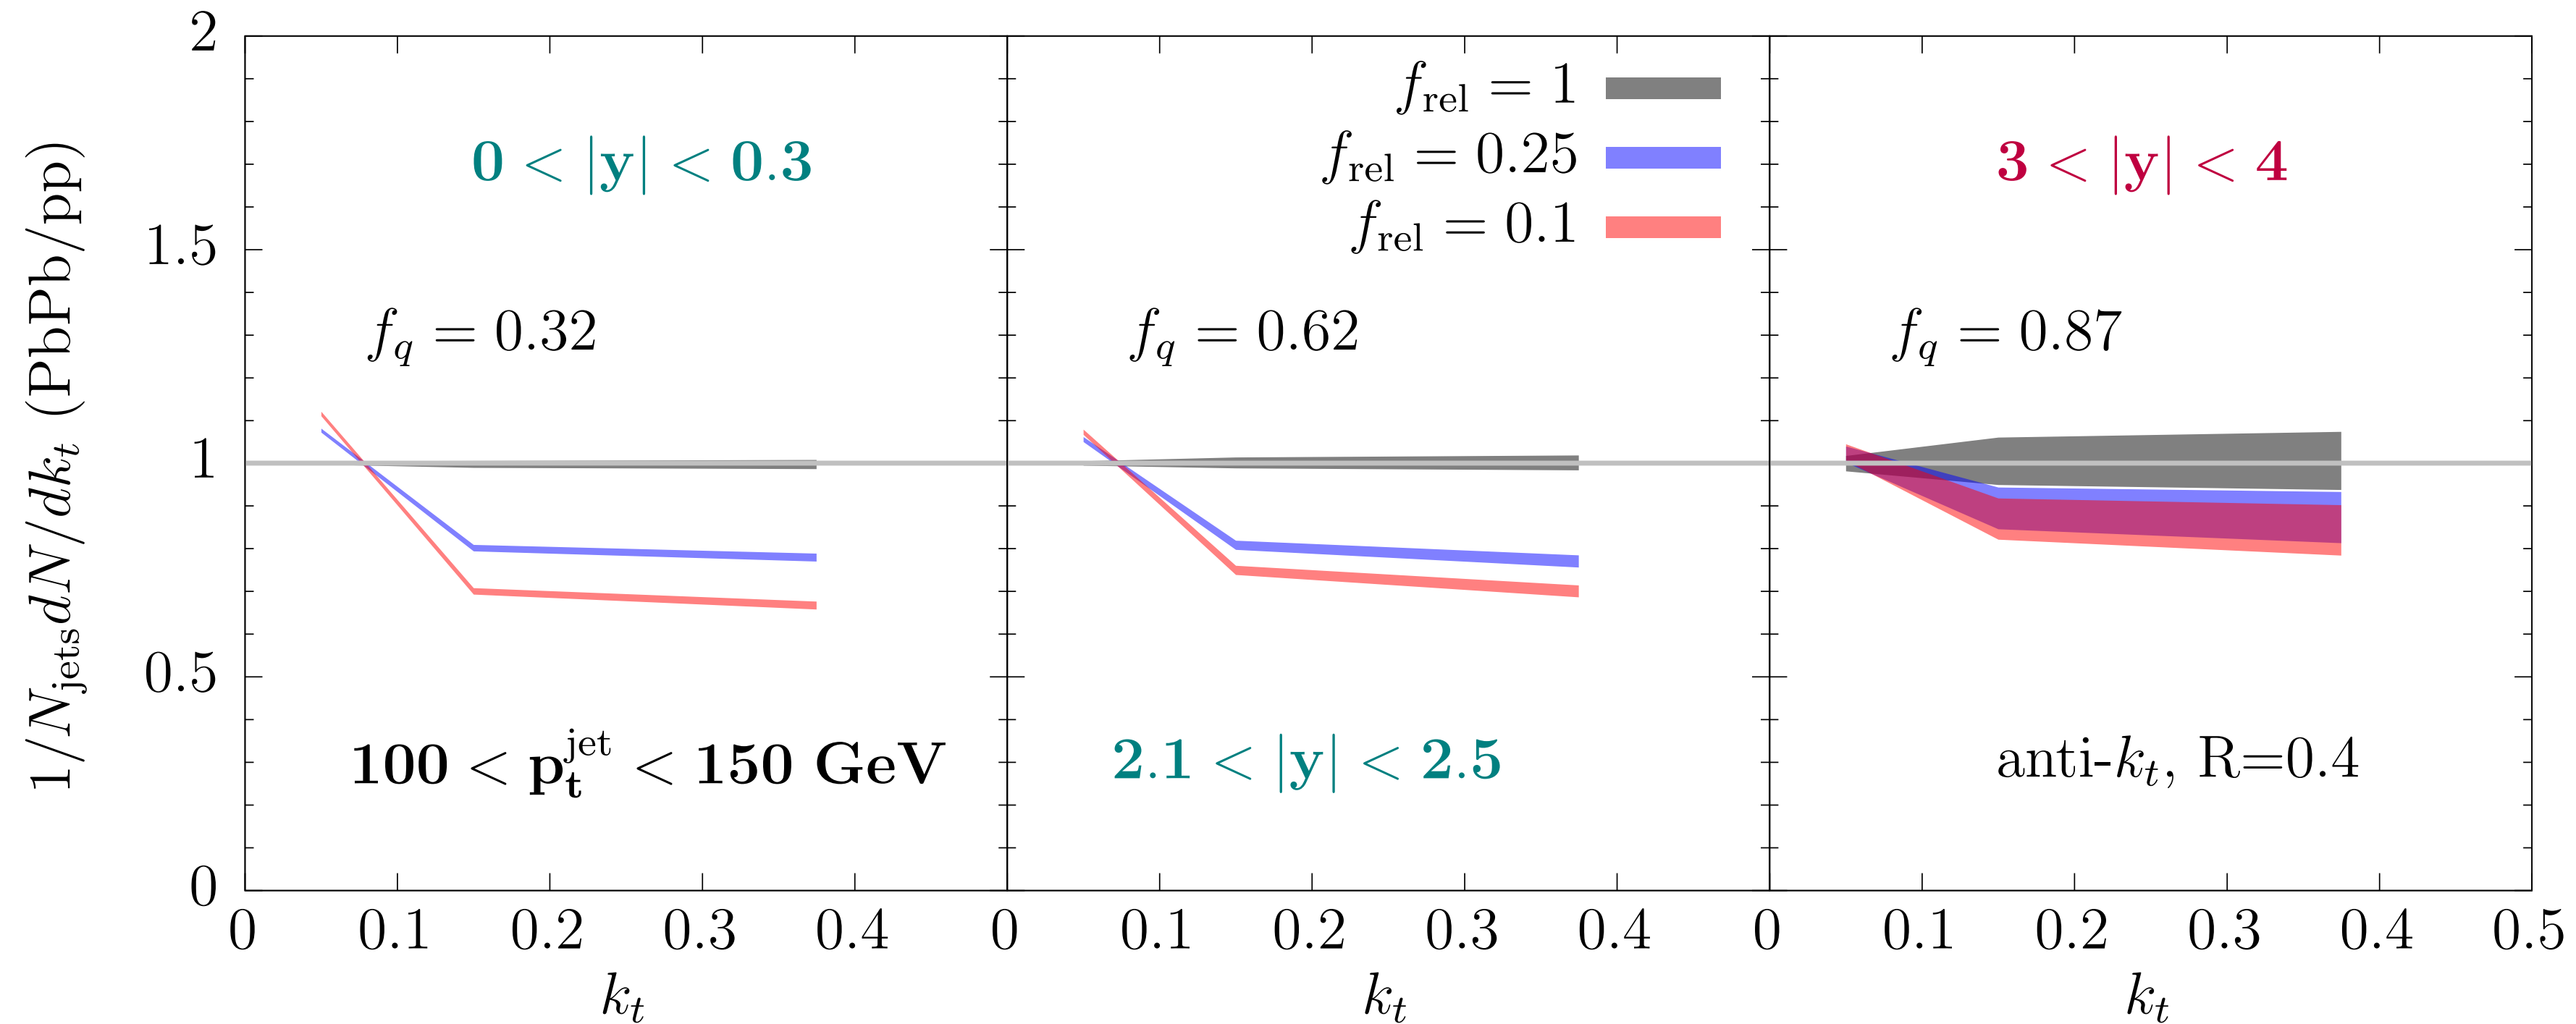 1/N_jets dN/dk_t (PbPb/pp)
2
1.5
1
0.5
0
0 < |y| < 0.3
f_q = 0.32
100 < p_t^jet < 150 GeV
0 0.1 0.2 0.3 0.4
k_t
f_rel = 1
f_rel = 0.25
f_rel = 0.1
f_q = 0.62
2.1 < |y| < 2.5
0 0.1 0.2 0.3 0.4
k_t
3 < |y| < 4
f_q = 0.87
anti-k_t, R=0.4
0 0.1 0.2 0.3 0.4 0.5
k_t